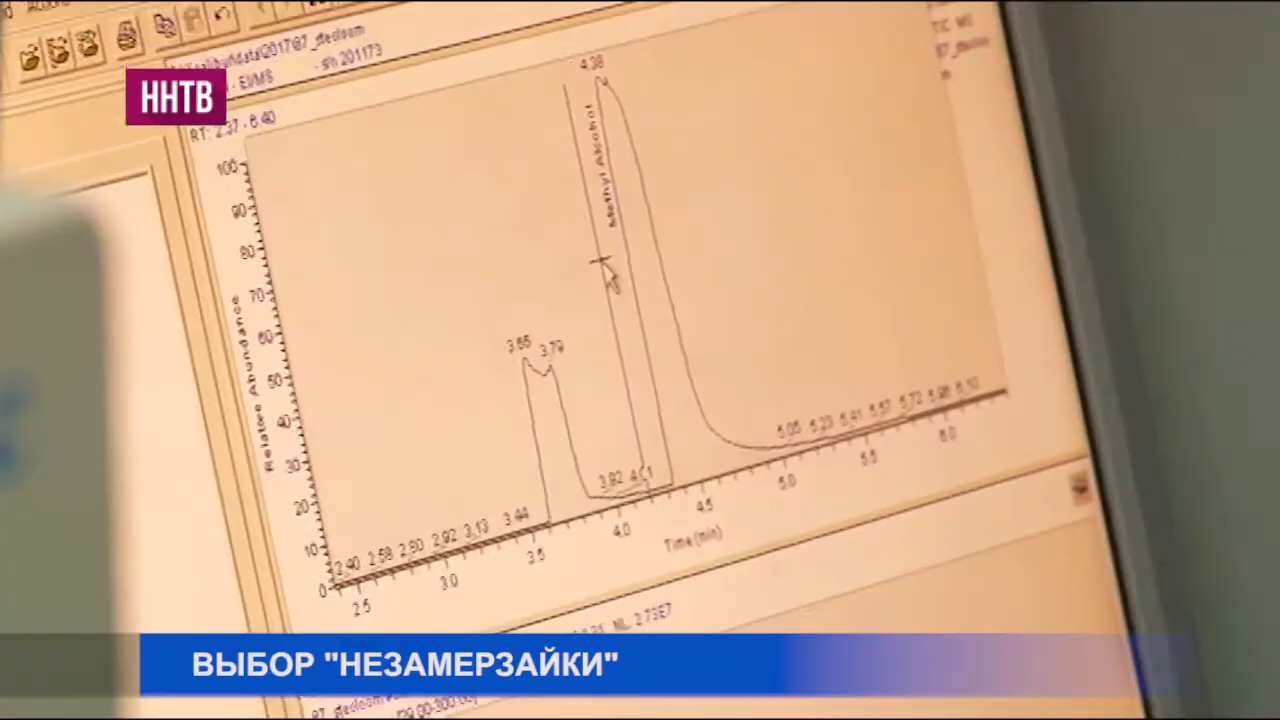 ННТВ
RT: 2.37 - 6.40
4.38
Methyl Alcohol
100
90
80
70
60
50
40
30
20
10
0
Relative Abundance
3.65 3.79
3.92
2.40 2.58 2.80 2.92 3.13 3.44
5.05 5.23 5.41 5.57 5.72 5.98 6.10
2.5 3.0 3.5 4.0 4.5 5.0 5.5 6.0
Time (min)
NL: 2.73E7
ВЫБОР "НЕЗАМЕРЗАЙКИ"